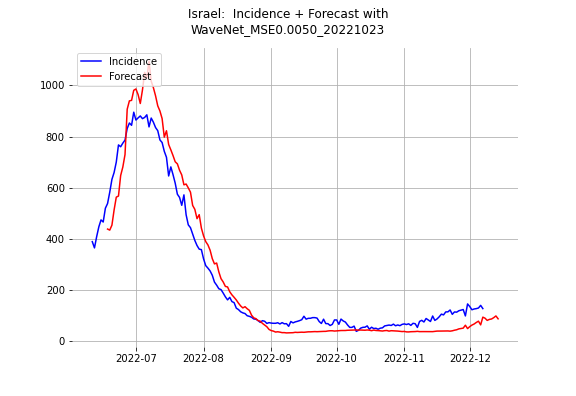 Israel:  Incidence + Forecast with
WaveNet_MSE0.0050_20221023
Incidence
Forecast
1000
800
600
400
200
0
2022-07 2022-08 2022-09 2022-10 2022-11 2022-12